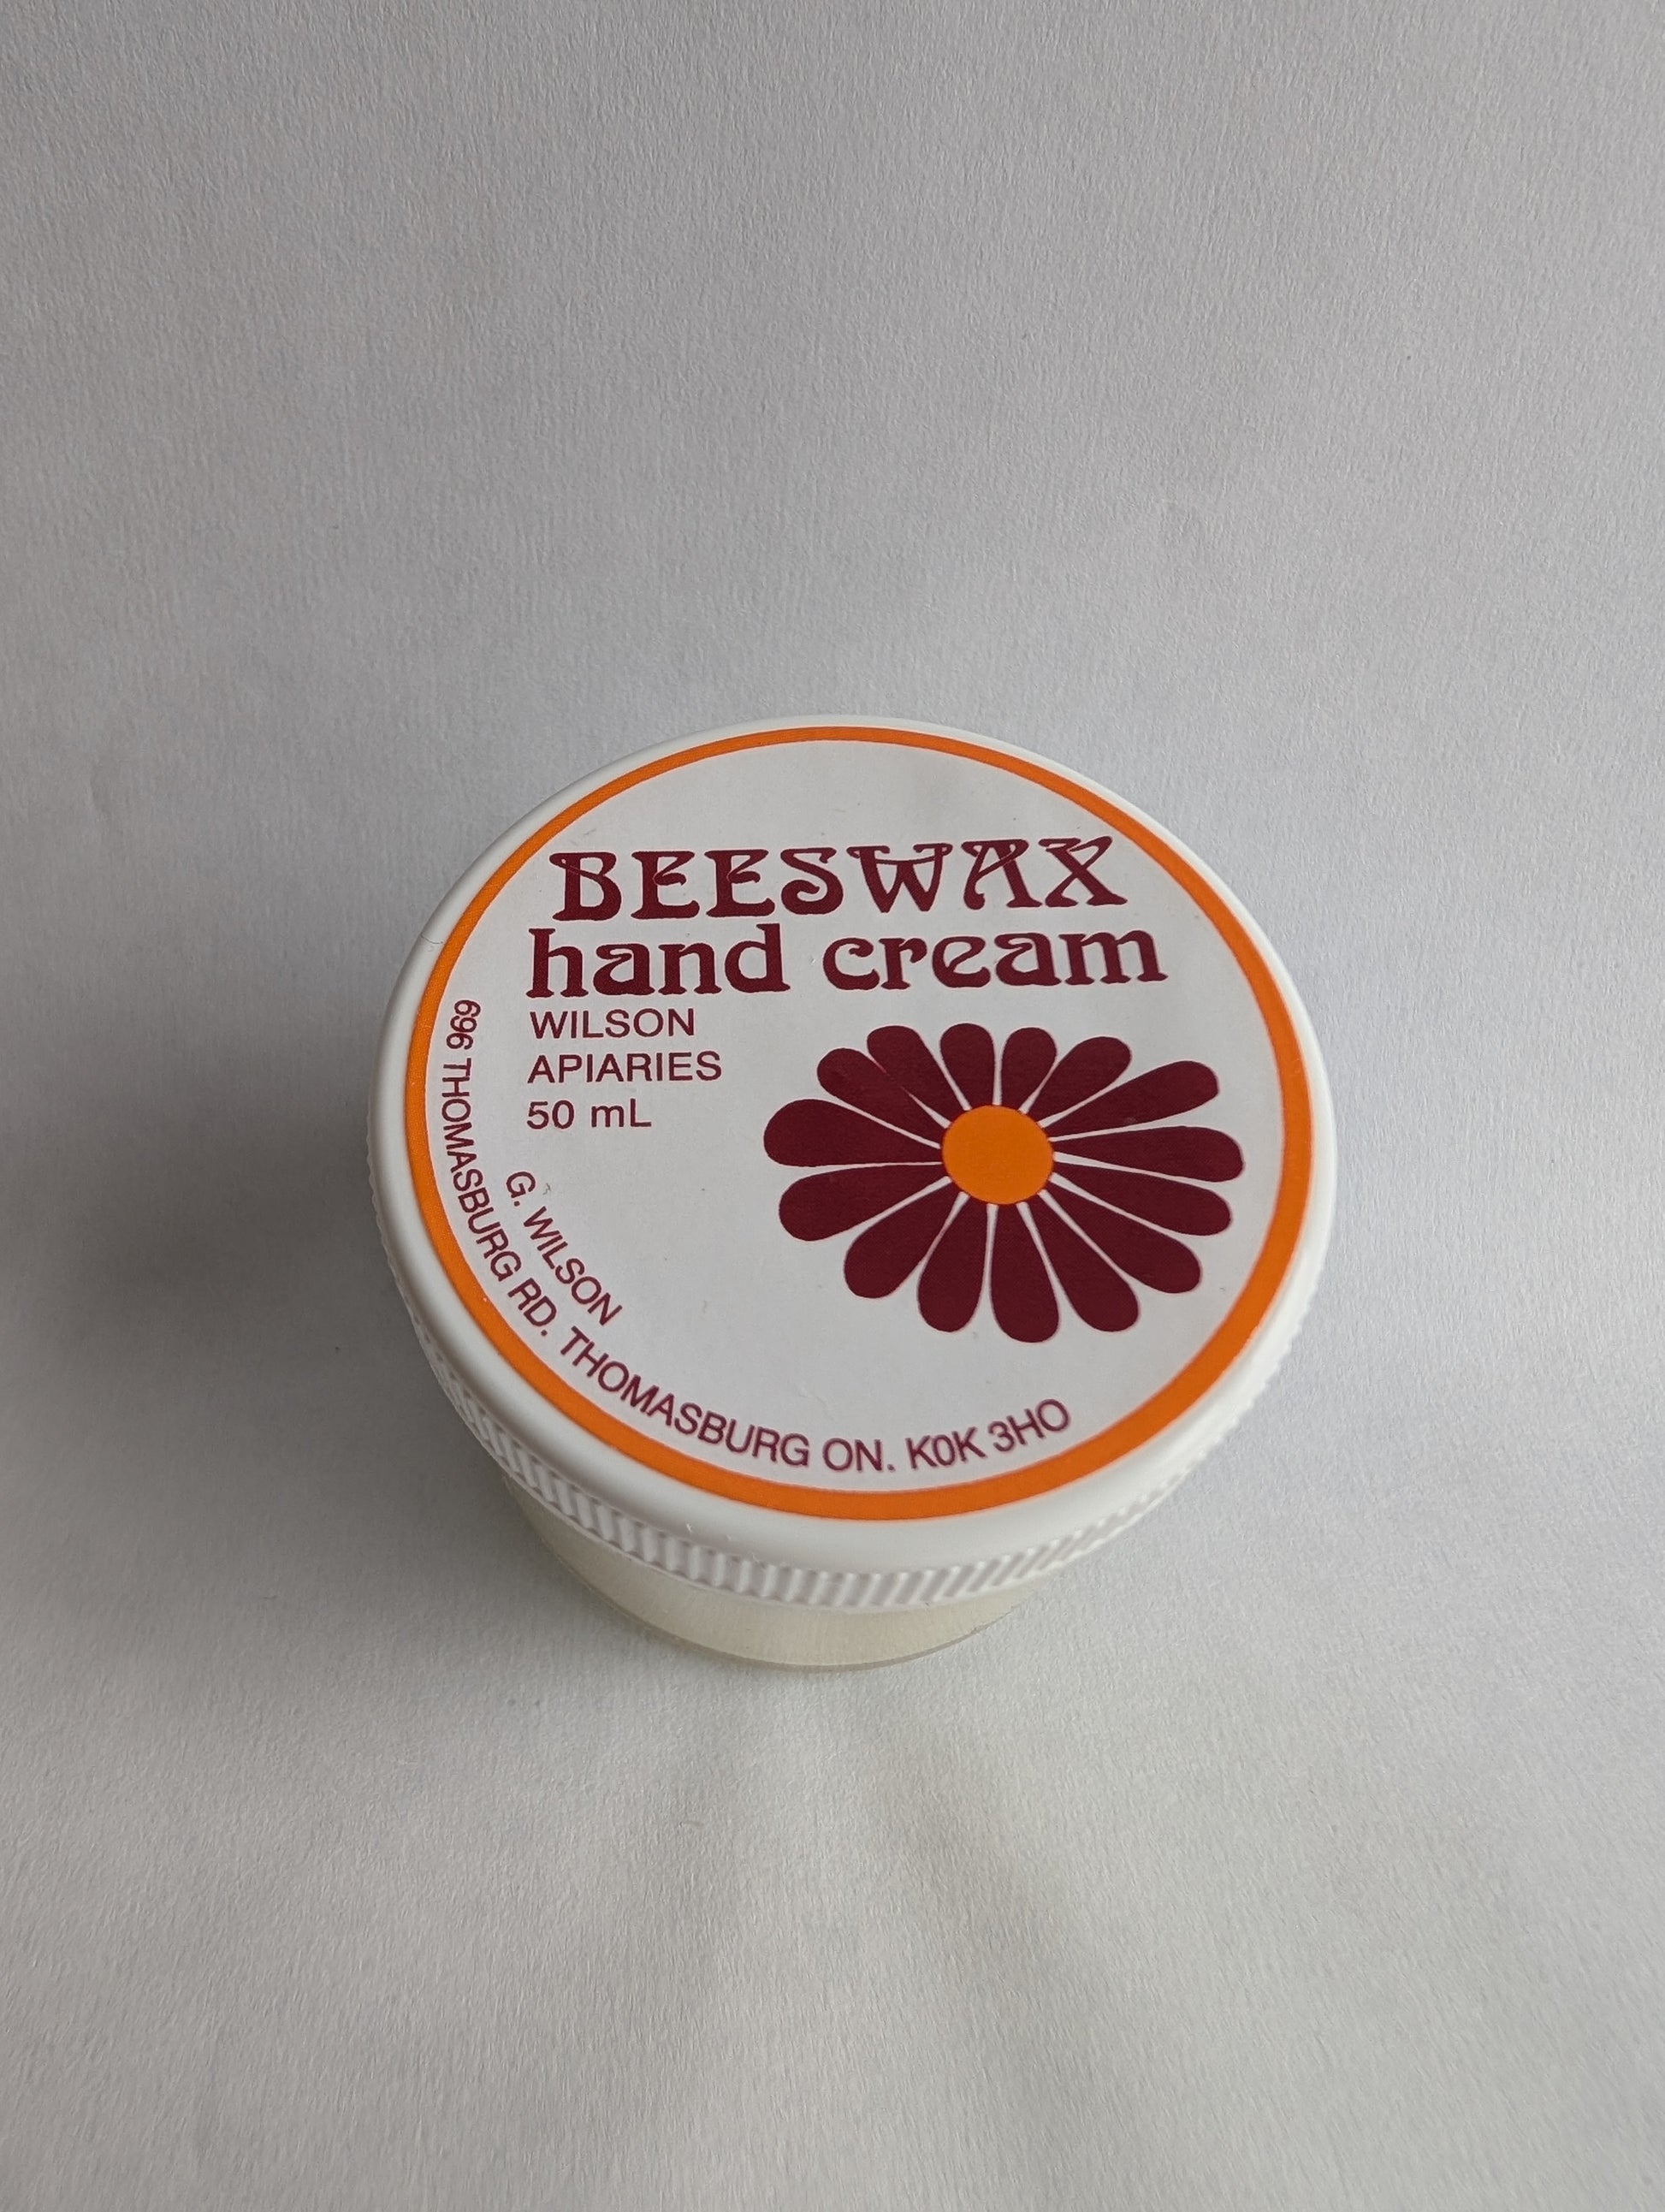 BEESWAX
hand cream
WILSON
APIARIES
50 mL
G. WILSON
696 THOMASBURG RD. THOMASBURG ON. K0K 3HO